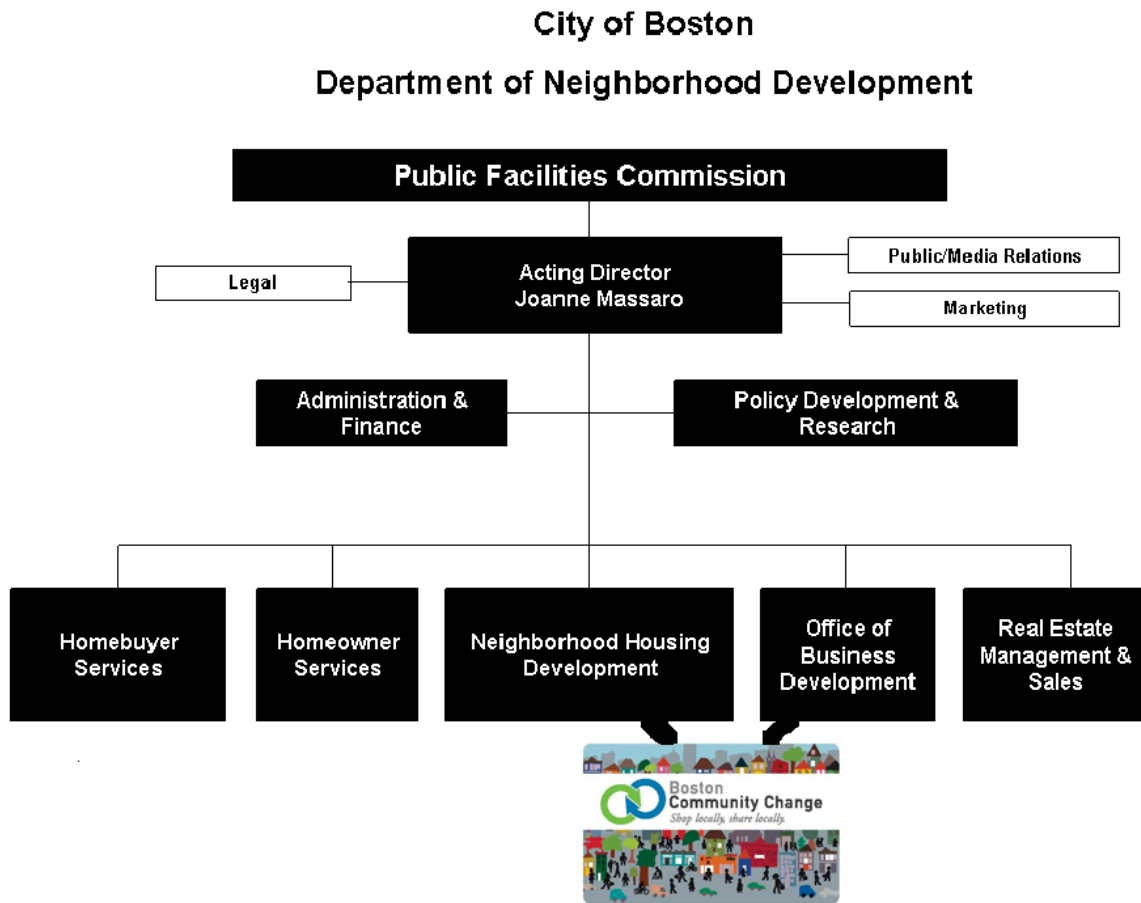 City of Boston
Department of Neighborhood Development
Public Facilities Commission
Legal
Acting Director
Joanne Massaro
Public/Media Relations
Marketing
Administration &
Finance
Policy Development &
Research
Homebuyer
Services
Homeowner
Services
Neighborhood Housing
Development
Office of
Business
Development
Real Estate
Management &
Sales
Boston
Community Change
Shop locally, share locally.